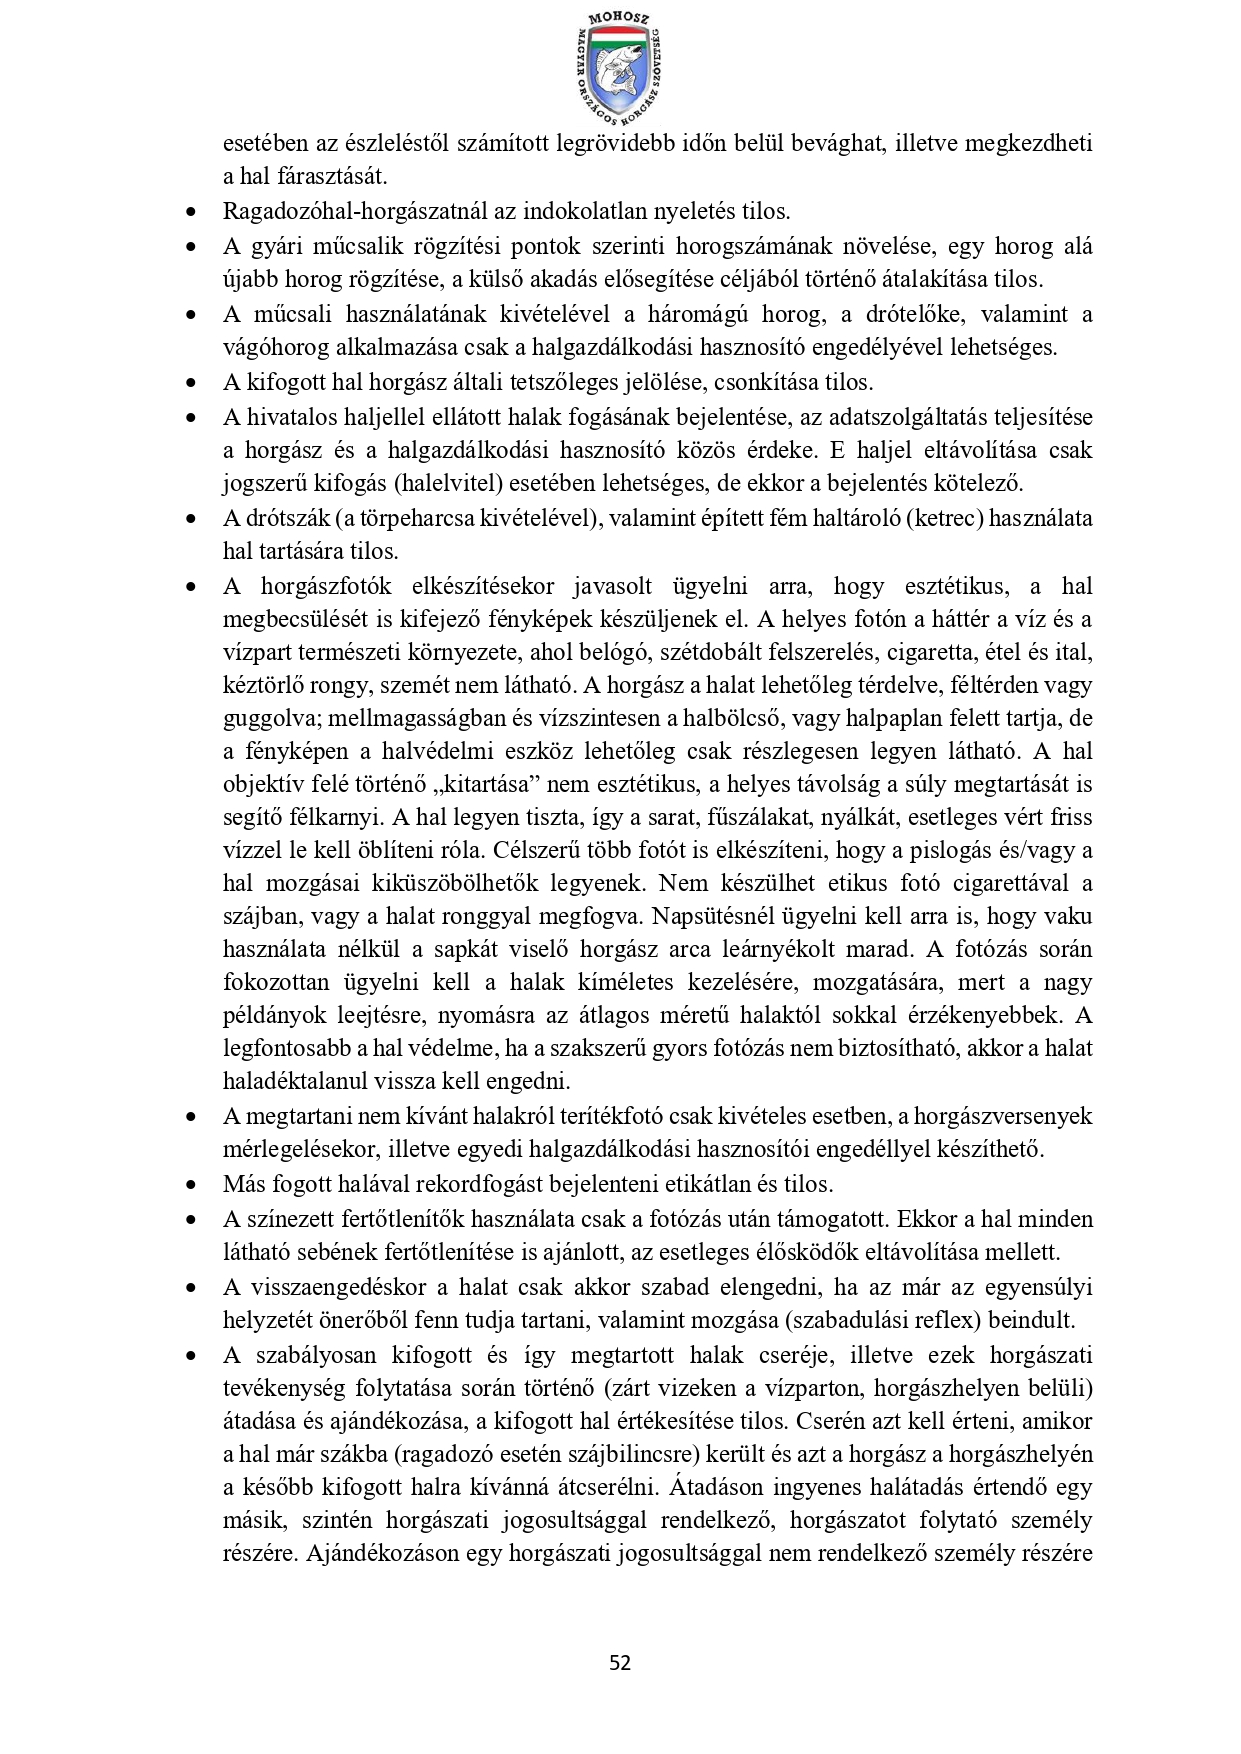 MOHOSZ
MAGYAR ORSZÁGOS HORGÁSZ SZÖVETSÉG
esetében az észleléstől számított legrövidebb időn belül bevághat, illetve megkezdheti
a hal fárasztását.
• Ragadozóhal-horgászatnál az indokolatlan nyeletés tilos.
• A gyári műcsalik rögzítési pontok szerinti horogszámának növelése, egy horog alá
újabb horog rögzítése, a külső akadás elősegítése céljából történő átalakítása tilos.
• A műcsali használatának kivételével a háromágú horog, a drótelőke, valamint a
vágóhorog alkalmazása csak a halgazdálkodási hasznosító engedélyével lehetséges.
• A kifogott hal horgász általi tetszőleges jelölése, csonkítása tilos.
• A hivatalos haljellel ellátott halak fogásának bejelentése, az adatszolgáltatás teljesítése
a horgász és a halgazdálkodási hasznosító közös érdeke. E haljel eltávolítása csak
jogszerű kifogás (halelvitel) esetében lehetséges, de ekkor a bejelentés kötelező.
• A drótszák (a törpeharcsa kivételével), valamint épített fém haltároló (ketrec) használata
hal tartására tilos.
• A horgászfotók elkészítésekor javasolt ügyelni arra, hogy esztétikus, a hal
megbecsülését is kifejező fényképek készüljenek el. A helyes fotón a háttér a víz és a
vízpart természeti környezete, ahol belógó, szétdobált felszerelés, cigaretta, étel és ital,
kéztörlő rongy, szemét nem látható. A horgász a halat lehetőleg térdelve, féltérden vagy
guggolva; mellmagasságban és vízszintesen a halbölcső, vagy halpaplan felett tartja, de
a fényképen a halvédelmi eszköz lehetőleg csak részlegesen legyen látható. A hal
objektív felé történő „kitartása” nem esztétikus, a helyes távolság a súly megtartását is
segítő félkarnyi. A hal legyen tiszta, így a sarat, fűszálakat, nyálkát, esetleges vért friss
vízzel le kell öblíteni róla. Célszerű több fotót is elkészíteni, hogy a pislogás és/vagy a
hal mozgásai kiküszöbölhetők legyenek. Nem készülhet etikus fotó cigarettával a
szájban, vagy a halat ronggyal megfogva. Napsütésnél ügyelni kell arra is, hogy vaku
használata nélkül a sapkát viselő horgász arca leárnyékolt marad. A fotózás során
fokozottan ügyelni kell a halak kíméletes kezelésére, mozgatására, mert a nagy
példányok leejtésre, nyomásra az átlagos méretű halaktól sokkal érzékenyebbek. A
legfontosabb a hal védelme, ha a szakszerű gyors fotózás nem biztosítható, akkor a halat
haladéktalanul vissza kell engedni.
• A megtartani nem kívánt halakról terítékfotó csak kivételes esetben, a horgászversenyek
mérlegelésekor, illetve egyedi halgazdálkodási hasznosítói engedéllyel készíthető.
• Más fogott halával rekordfogást bejelenteni etikátlan és tilos.
• A színezett fertőtlenítők használata csak a fotózás után támogatott. Ekkor a hal minden
látható sebének fertőtlenítése is ajánlott, az esetleges élősködők eltávolítása mellett.
• A visszaengedéskor a halat csak akkor szabad elengedni, ha az már az egyensúlyi
helyzetét önerőből fenn tudja tartani, valamint mozgása (szabadulási reflex) beindult.
• A szabályosan kifogott és így megtartott halak cseréje, illetve ezek horgászati
tevékenység folytatása során történő (zárt vizeken a vízparton, horgászhelyen belüli)
átadása és ajándékozása, a kifogott hal értékesítése tilos. Cserén azt kell érteni, amikor
a hal már szákba (ragadozó esetén szájbilincsre) került és azt a horgász a horgászhelyén
a később kifogott halra kívánná átcserélni. Átadáson ingyenes halátadás értendő egy
másik, szintén horgászati jogosultsággal rendelkező, horgászatot folytató személy
részére. Ajándékozáson egy horgászati jogosultsággal nem rendelkező személy részére
52